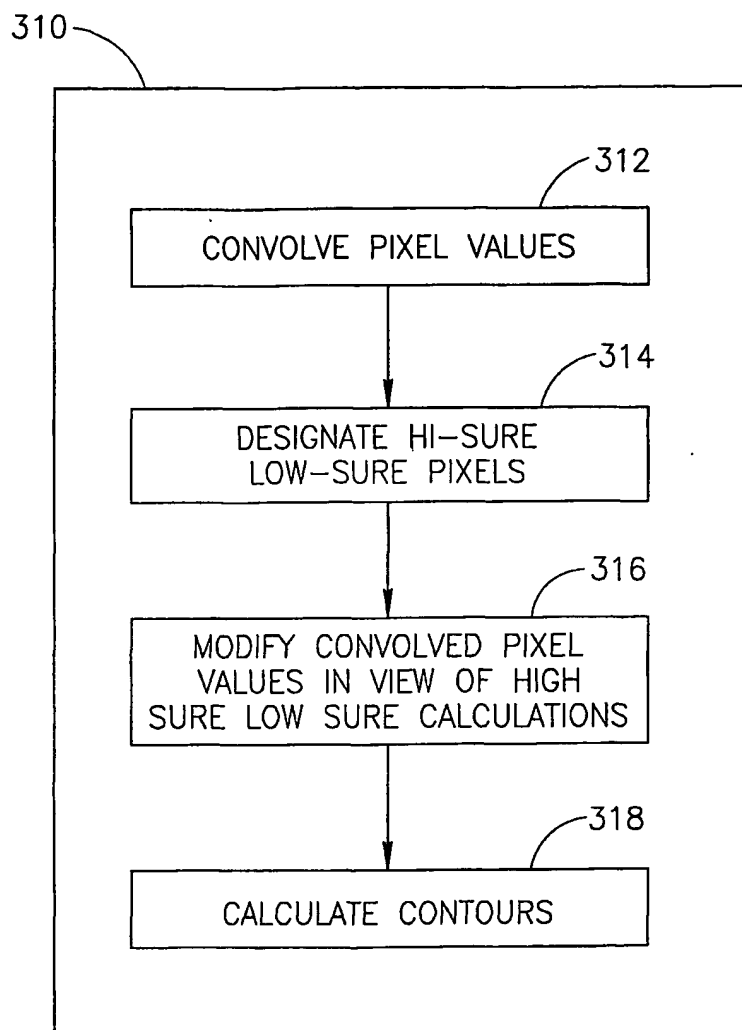 310
312
CONVOLVE PIXEL VALUES
314
DESIGNATE HI-SURE
LOW-SURE PIXELS
316
MODIFY CONVOLVED PIXEL
VALUES IN VIEW OF HIGH
SURE LOW SURE CALCULATIONS
318
CALCULATE CONTOURS